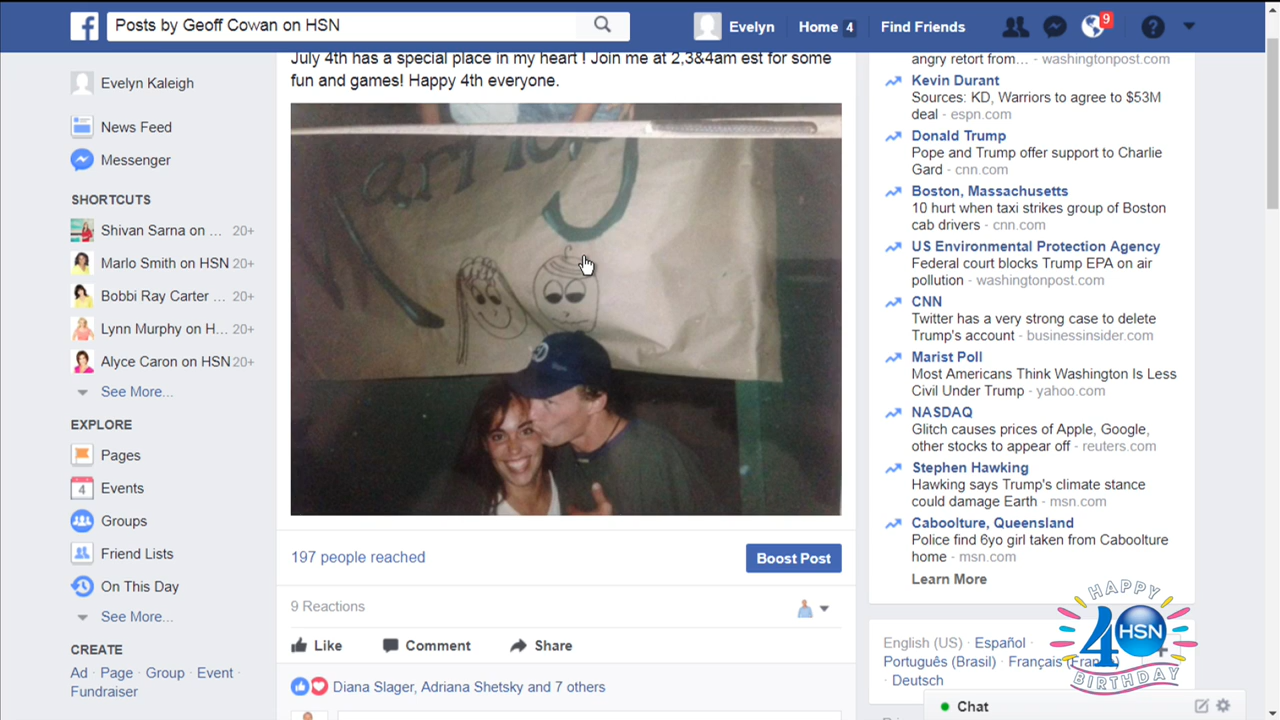 Posts by Geoff Cowan on HSN
Evelyn
Home 4
Find Friends
9
Evelyn Kaleigh
News Feed
Messenger
SHORTCUTS
Shivan Sarna on ... 20+
Marlo Smith on HSN 20+
Bobbi Ray Carter ... 20+
Lynn Murphy on H... 20+
Alyce Caron on HSN 20+
See More...
EXPLORE
Pages
4 Events
Groups
Friend Lists
On This Day
See More...
CREATE
Ad · Page · Group · Event ·
Fundraiser
July 4th has a special place in my heart ! Join me at 2,3&4am est for some
fun and games! Happy 4th everyone.
197 people reached
Boost Post
9 Reactions
Like
Comment
Share
Diana Slager, Adriana Shetsky and 7 others
angry retort from… - washingtonpost.com
Kevin Durant
Sources: KD, Warriors to agree to $53M
deal - espn.com
Donald Trump
Pope and Trump offer support to Charlie
Gard - cnn.com
Boston, Massachusetts
10 hurt when taxi strikes group of Boston
cab drivers - cnn.com
US Environmental Protection Agency
Federal court blocks Trump EPA on air
pollution - washingtonpost.com
CNN
Twitter has a very strong case to delete
Trump's account - businessinsider.com
Marist Poll
Most Americans Think Washington Is Less
Civil Under Trump - yahoo.com
NASDAQ
Glitch causes prices of Apple, Google,
other stocks to appear off - reuters.com
Stephen Hawking
Hawking says Trump's climate stance
could damage Earth - msn.com
Caboolture, Queensland
Police find 6yo girl taken from Caboolture
home - msn.com
Learn More
English (US) · Español ·
Português (Brasil) · Français (France) ·
Deutsch
HAPPY
40 HSN
BIRTHDAY
Chat